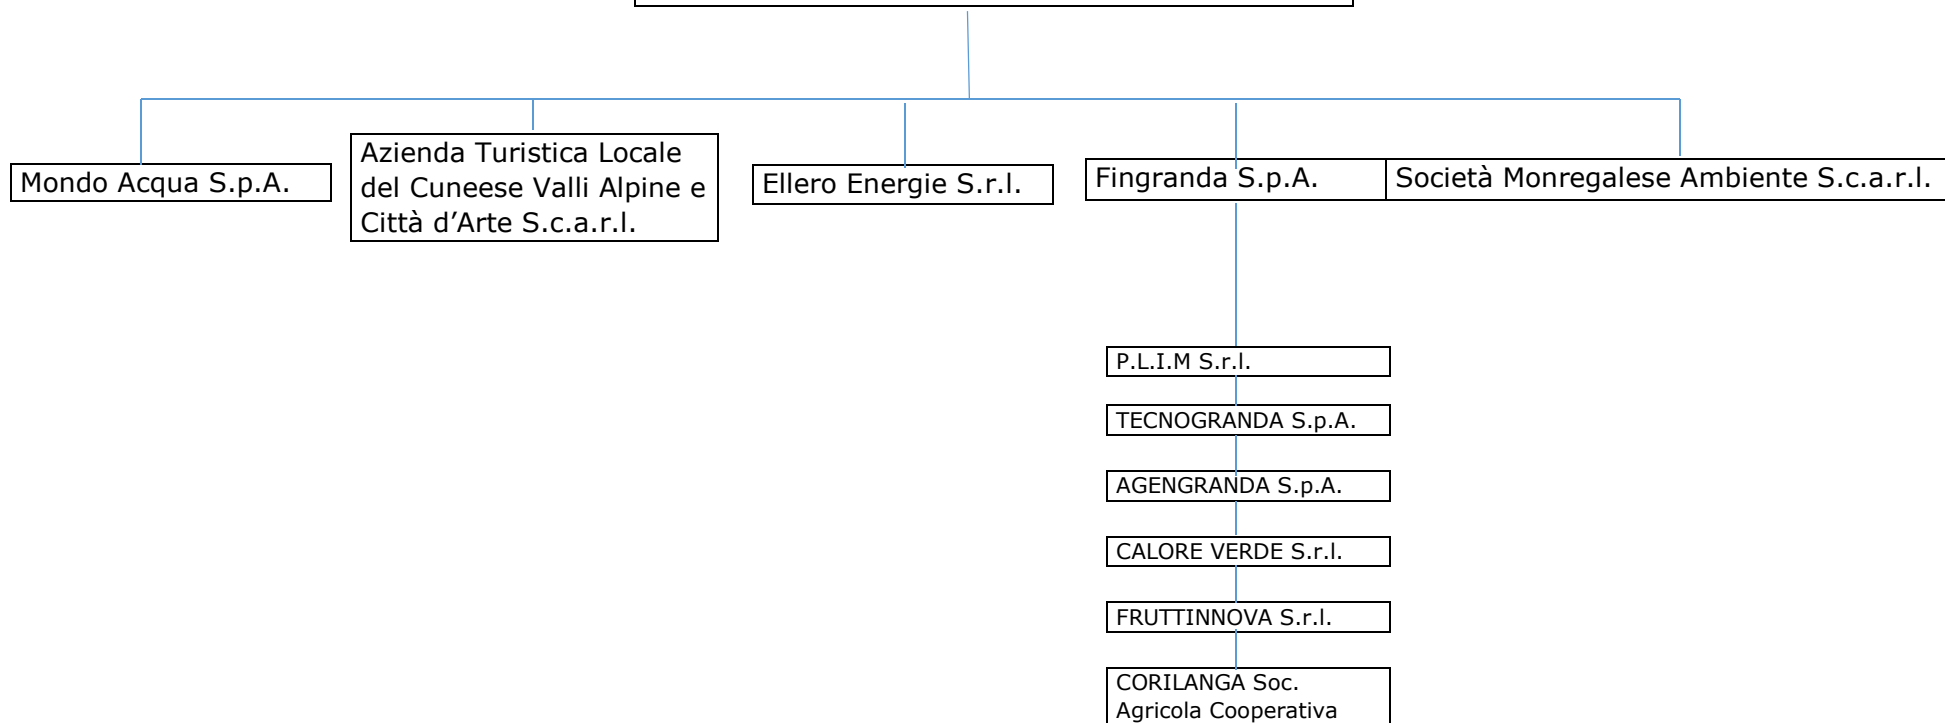 Mondo Acqua S.p.A.
Azienda Turistica Locale
del Cuneese Valli Alpine e
Città d’Arte S.c.a.r.l.
Ellero Energie S.r.l.
Fingranda S.p.A.
Società Monregalese Ambiente S.c.a.r.l.
P.L.I.M S.r.l.
TECNOGRANDA S.p.A.
AGENGRANDA S.p.A.
CALORE VERDE S.r.l.
FRUTTINNOVA S.r.l.
CORILANGA Soc.
Agricola Cooperativa